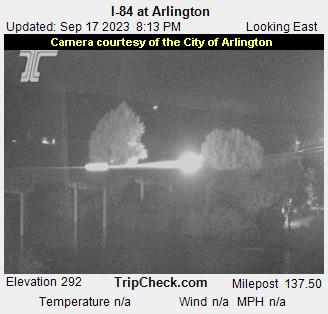 I-84 at Arlington
Updated: Sep 17 2023 8:13 PM Looking East
Camera courtesy of the City of Arlington
Elevation 292 TripCheck.com Milepost 137.50
Temperature n/a Wind n/a MPH n/a